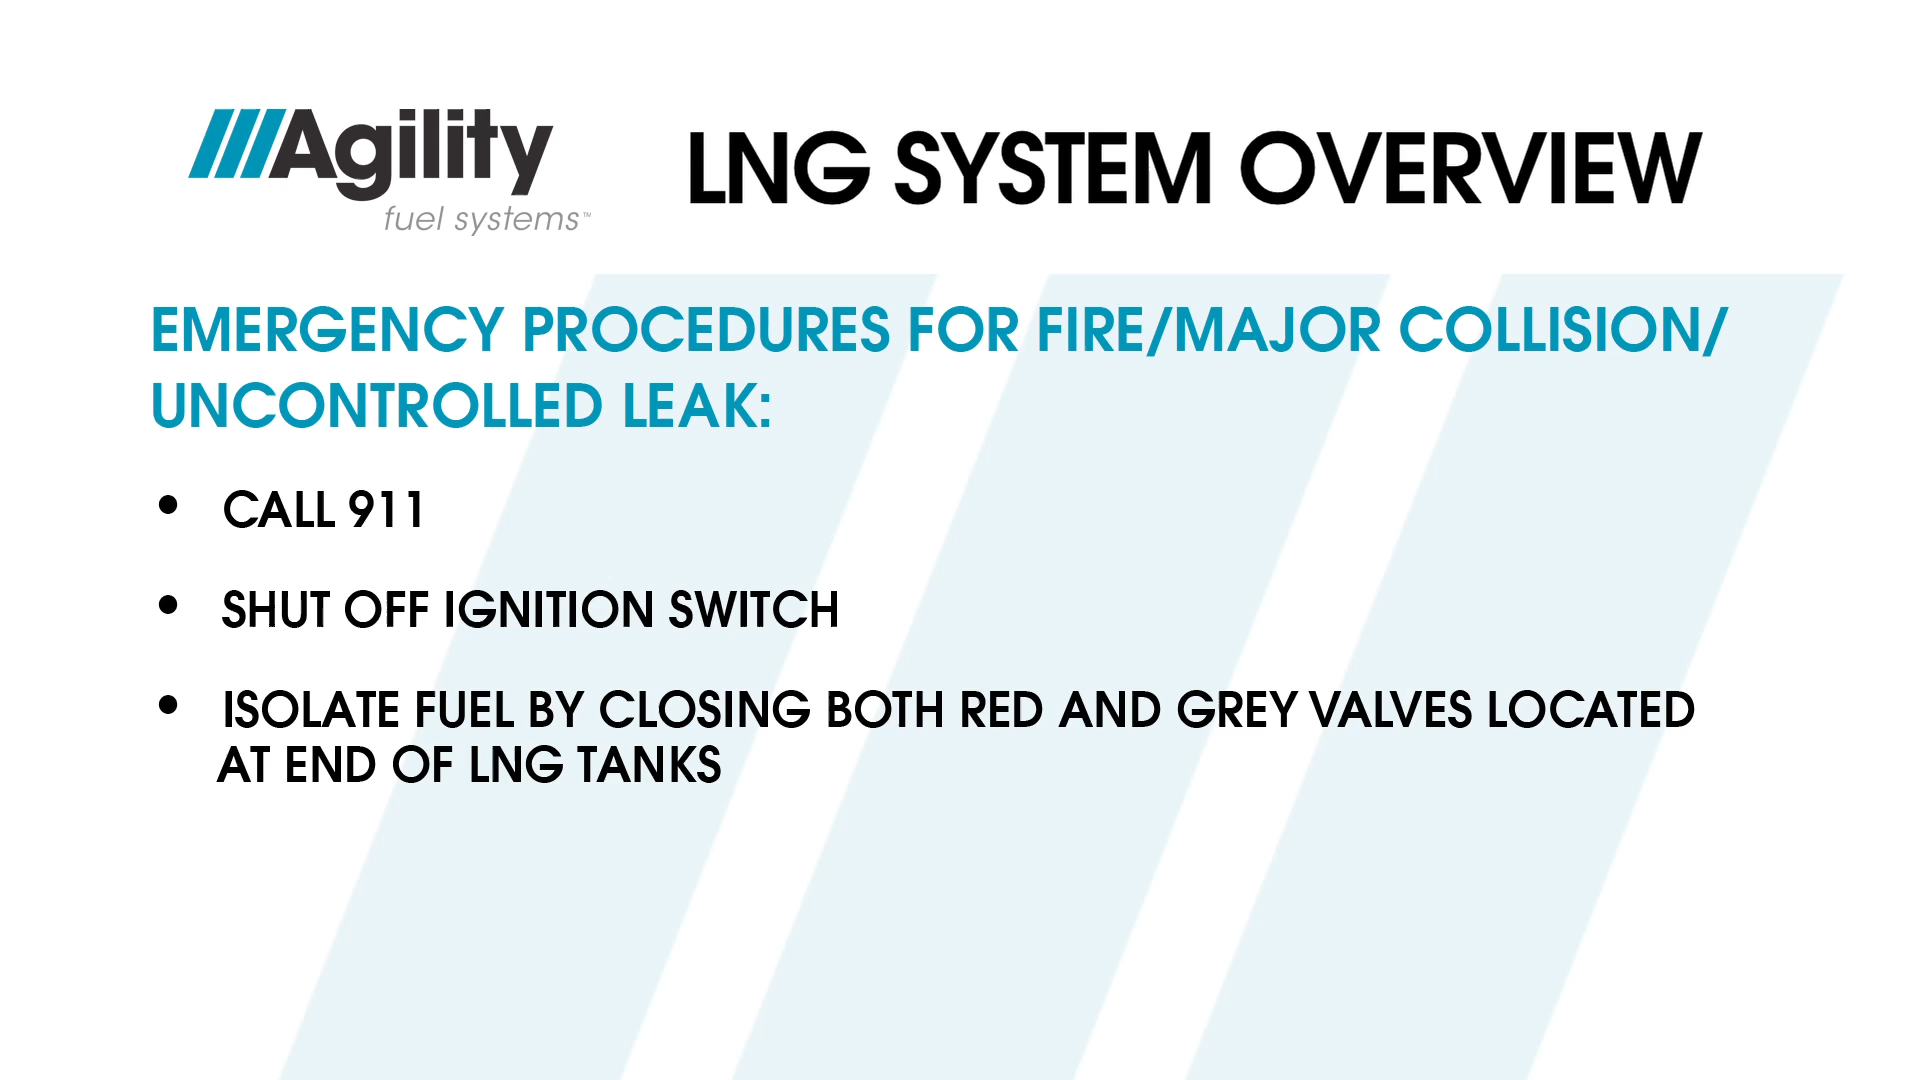 Agility
fuel systems™
LNG SYSTEM OVERVIEW
EMERGENCY PROCEDURES FOR FIRE/MAJOR COLLISION/
UNCONTROLLED LEAK:
• CALL 911
• SHUT OFF IGNITION SWITCH
• ISOLATE FUEL BY CLOSING BOTH RED AND GREY VALVES LOCATED
AT END OF LNG TANKS